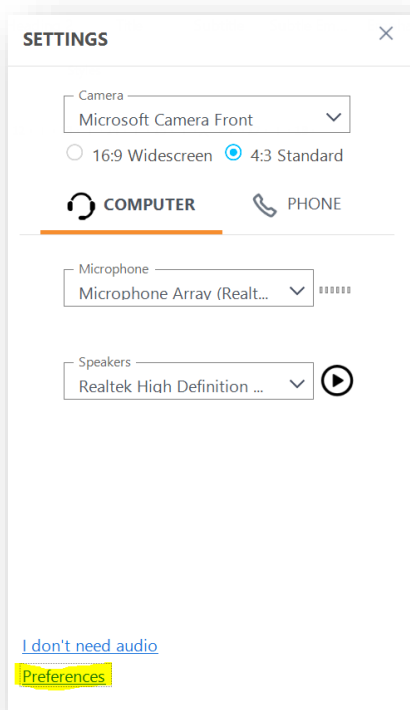 SETTINGS
Camera
Microsoft Camera Front
16:9 Widescreen 4:3 Standard
COMPUTER PHONE
Microphone
Microphone Array (Realt...
Speakers
Realtek High Definition ...
I don't need audio
Preferences